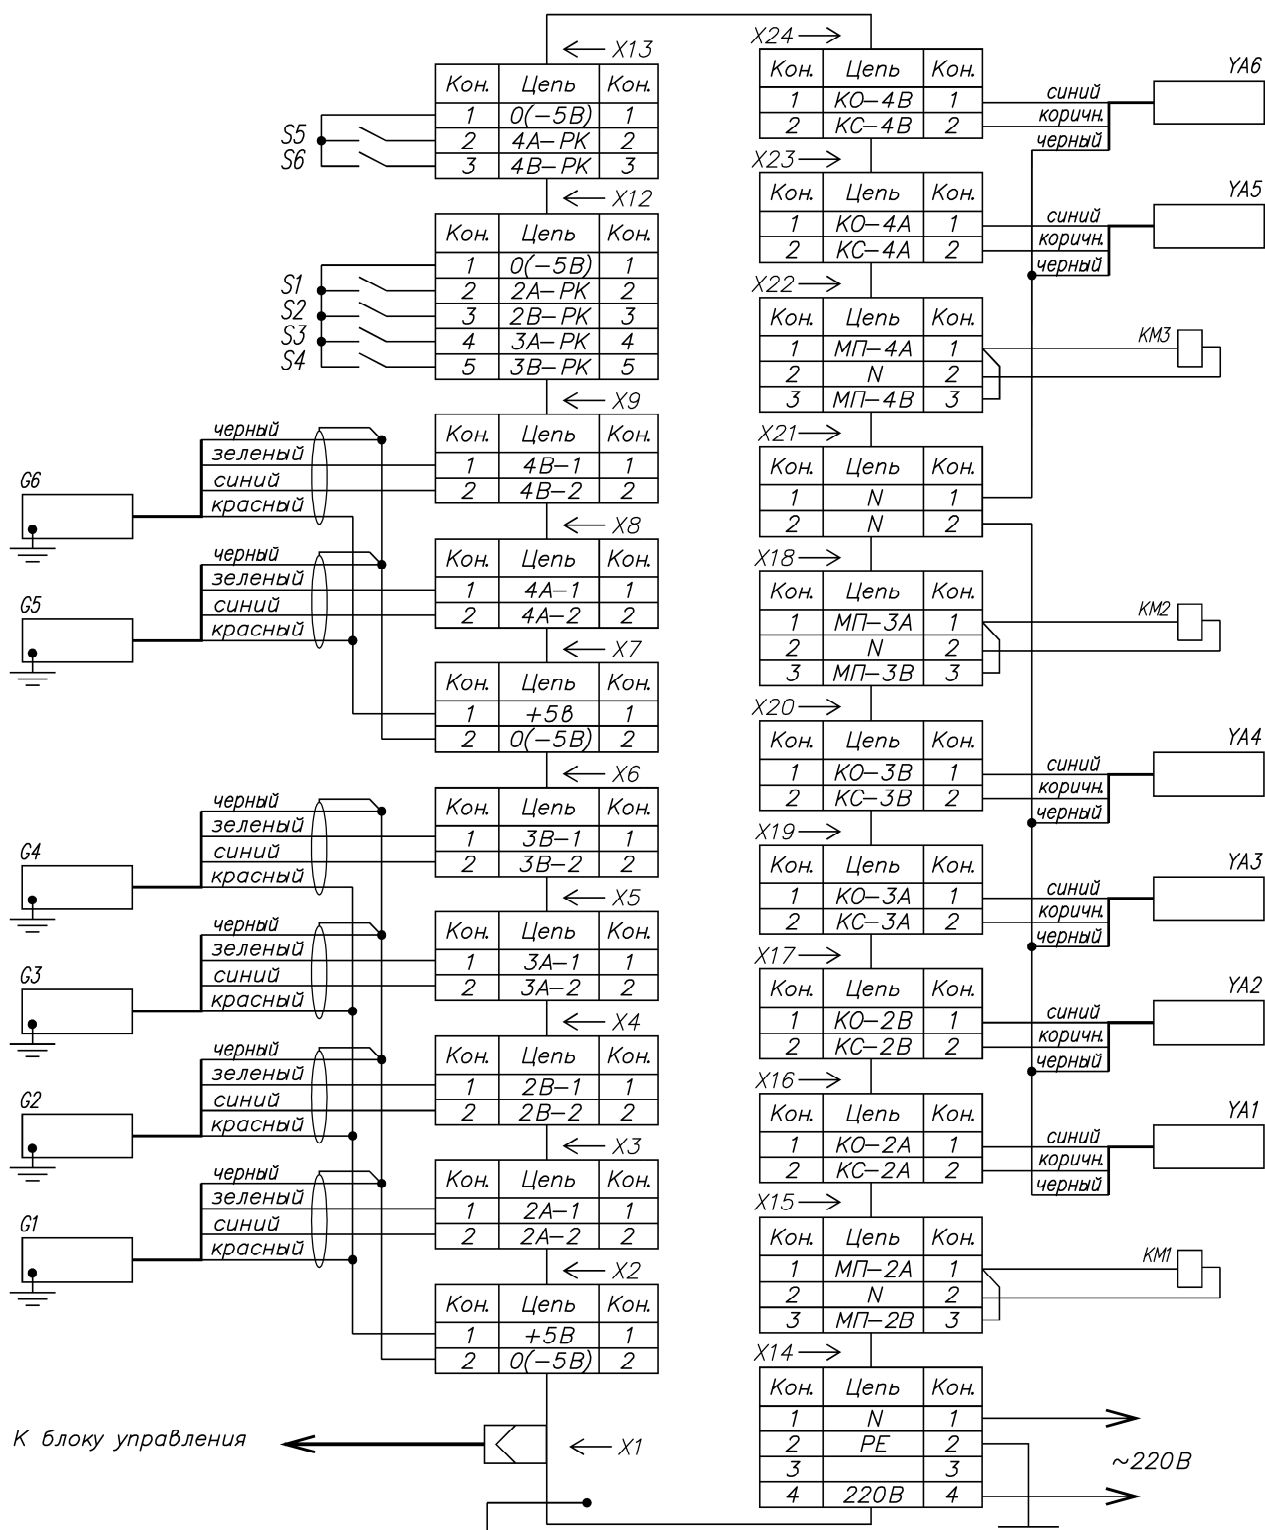 X13
Кон. Цепь Кон.
1 0(-5В) 1
2 4А-РК 2
3 4В-РК 3
S5
S6
X12
Кон. Цепь Кон.
1 0(-5В) 1
2 2А-РК 2
3 2В-РК 3
4 3А-РК 4
5 3В-РК 5
S1
S2
S3
S4
X9
Кон. Цепь Кон.
1 4В-1 1
2 4В-2 2
G6
черный
зеленый
синий
красный
X8
Кон. Цепь Кон.
1 4А-1 1
2 4А-2 2
G5
черный
зеленый
синий
красный
X7
Кон. Цепь Кон.
1 +5в 1
2 0(-5В) 2
X6
Кон. Цепь Кон.
1 3В-1 1
2 3В-2 2
G4
черный
зеленый
синий
красный
X5
Кон. Цепь Кон.
1 3А-1 1
2 3А-2 2
G3
черный
зеленый
синий
красный
X4
Кон. Цепь Кон.
1 2В-1 1
2 2В-2 2
G2
черный
зеленый
синий
красный
X3
Кон. Цепь Кон.
1 2А-1 1
2 2А-2 2
G1
черный
зеленый
синий
красный
X2
Кон. Цепь Кон.
1 +5В 1
2 0(-5В) 2
К блоку управления
X1
X24
Кон. Цепь Кон.
1 КО-4В 1
2 КС-4В 2
синий
коричн.
черный
YA6
X23
Кон. Цепь Кон.
1 КО-4А 1
2 КС-4А 2
синий
коричн.
черный
YA5
X22
Кон. Цепь Кон.
1 МП-4А 1
2 N 2
3 МП-4В 3
КМ3
X21
Кон. Цепь Кон.
1 N 1
2 N 2
X18
Кон. Цепь Кон.
1 МП-3А 1
2 N 2
3 МП-3В 3
КМ2
X20
Кон. Цепь Кон.
1 КО-3В 1
2 КС-3В 2
синий
коричн.
черный
YA4
X19
Кон. Цепь Кон.
1 КО-3А 1
2 КС-3А 2
синий
коричн.
черный
YA3
X17
Кон. Цепь Кон.
1 КО-2В 1
2 КС-2В 2
синий
коричн.
черный
YA2
X16
Кон. Цепь Кон.
1 КО-2А 1
2 КС-2А 2
синий
коричн.
черный
YA1
X15
Кон. Цепь Кон.
1 МП-2А 1
2 N 2
3 МП-2В 3
КМ1
X14
Кон. Цепь Кон.
1 N 1
2 PE 2
3 3
4 220В 4
~220В